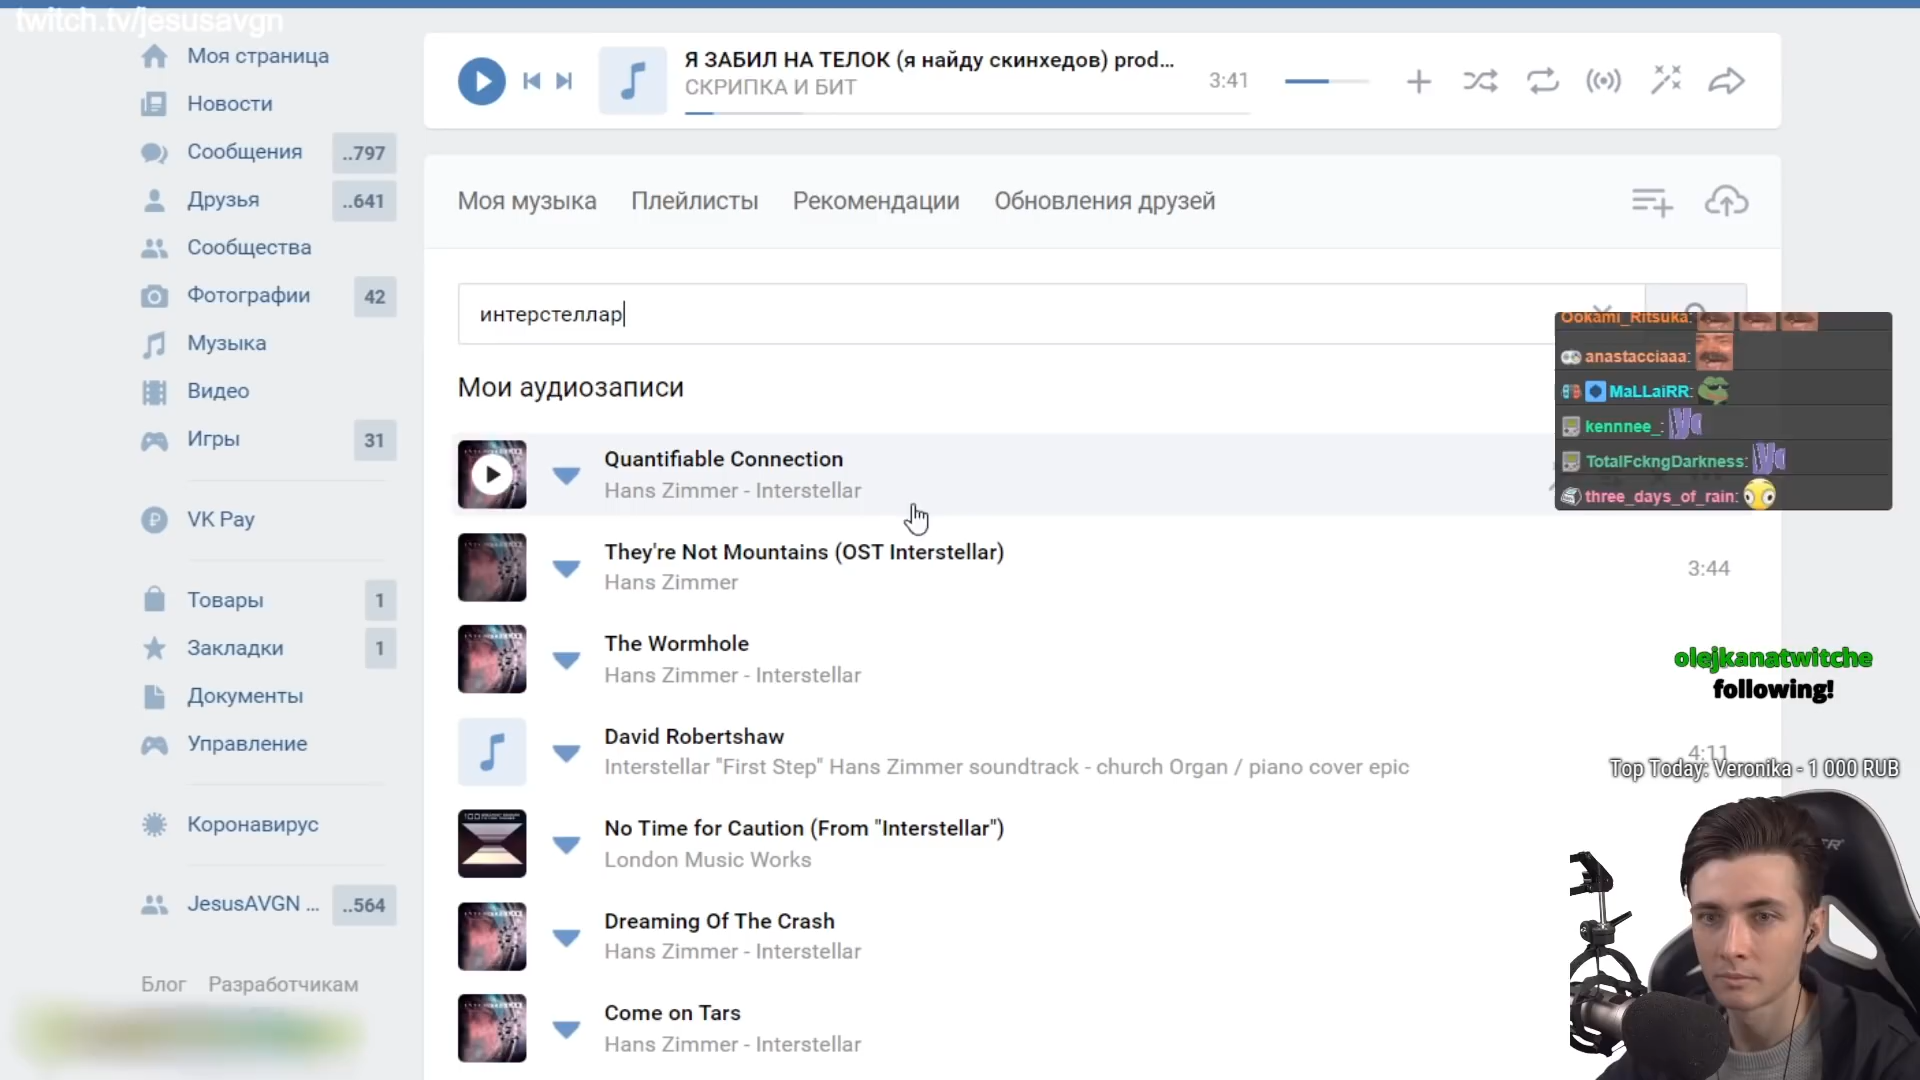 twitch.tv/jesusavgn
Моя страница
Новости
Сообщения ..797
Друзья ..641
Сообщества
Фотографии 42
Музыка
Видео
Игры 31
VK Pay
Товары 1
Закладки 1
Документы
Управление
Коронавирус
JesusAVGN ... ..564
Блог Разработчикам
Я ЗАБИЛ НА ТЕЛОК (я найду скинхедов) prod...
СКРИПКА И БИТ
3:41
Моя музыка Плейлисты Рекомендации Обновления друзей
интерстеллар
Мои аудиозаписи
Quantifiable Connection
Hans Zimmer - Interstellar
They're Not Mountains (OST Interstellar)
Hans Zimmer
3:44
The Wormhole
Hans Zimmer - Interstellar
David Robertshaw
Interstellar "First Step" Hans Zimmer soundtrack - church Organ / piano cover epic
4:11
No Time for Caution (From "Interstellar")
London Music Works
Dreaming Of The Crash
Hans Zimmer - Interstellar
Come on Tars
Hans Zimmer - Interstellar
Ookami_Ritsuka:
anastacciaaa:
MaLLaiRR:
kennnee_:
TotalFckngDarkness:
three_days_of_rain:
olejkanatwitche
following!
Top Today: Veronika - 1 000 RUB